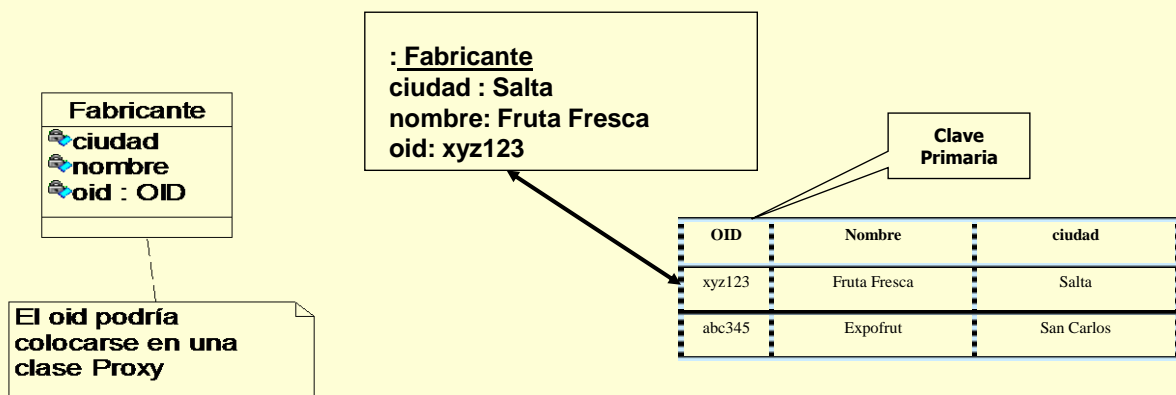 : Fabricante
ciudad : Salta
nombre: Fruta Fresca
oid: xyz123
Fabricante
ciudad
nombre
oid : OID
El oid podría
colocarse en una
clase Proxy
Clave
Primaria
OID Nombre ciudad
xyz123 Fruta Fresca Salta
abc345 Expofrut San Carlos